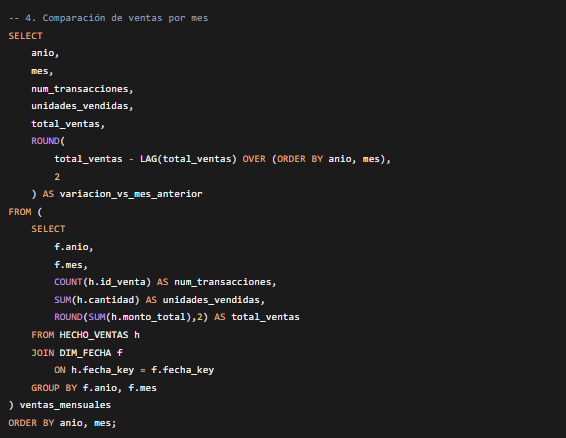 -- 4. Comparación de ventas por mes
SELECT
    anio,
    mes,
    num_transacciones,
    unidades_vendidas,
    total_ventas,
    ROUND(
        total_ventas - LAG(total_ventas) OVER (ORDER BY anio, mes),
        2
    ) AS variacion_vs_mes_anterior
FROM (
    SELECT
        f.anio,
        f.mes,
        COUNT(h.id_venta) AS num_transacciones,
        SUM(h.cantidad) AS unidades_vendidas,
        ROUND(SUM(h.monto_total),2) AS total_ventas
    FROM HECHO_VENTAS h
    JOIN DIM_FECHA f
        ON h.fecha_key = f.fecha_key
    GROUP BY f.anio, f.mes
) ventas_mensuales
ORDER BY anio, mes;